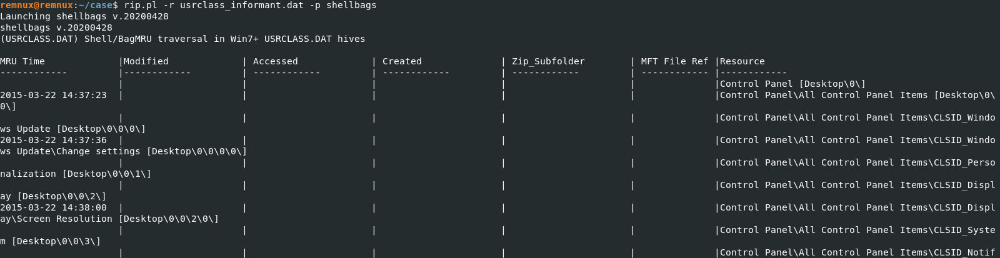 remnux@remnux:~/case$ rip.pl -r usrclass_informant.dat -p shellbags
Launching shellbags v.20200428
shellbags v.20200428
(USRCLASS.DAT) Shell/BagMRU traversal in Win7+ USRCLASS.DAT hives
MRU Time             |Modified             | Accessed             | Created              | Zip_Subfolder        | MFT File Ref |Resource
------------         |------------         | ------------         | ------------         | ------------         | ------------ |------------
                     |                     |                      |                      |                      |              |Control Panel [Desktop\0\]
2015-03-22 14:37:23  |                     |                      |                      |                      |              |Control Panel\All Control Panel Items [Desktop\0\
0\]
                     |                     |                      |                      |                      |              |Control Panel\All Control Panel Items\CLSID_Windo
ws Update [Desktop\0\0\0\]
2015-03-22 14:37:36  |                     |                      |                      |                      |              |Control Panel\All Control Panel Items\CLSID_Windo
ws Update\Change settings [Desktop\0\0\0\0\]
                     |                     |                      |                      |                      |              |Control Panel\All Control Panel Items\CLSID_Perso
nalization [Desktop\0\0\1\]
                     |                     |                      |                      |                      |              |Control Panel\All Control Panel Items\CLSID_Displ
ay [Desktop\0\0\2\]
2015-03-22 14:38:00  |                     |                      |                      |                      |              |Control Panel\All Control Panel Items\CLSID_Displ
ay\Screen Resolution [Desktop\0\0\2\0\]
                     |                     |                      |                      |                      |              |Control Panel\All Control Panel Items\CLSID_Syste
m [Desktop\0\0\3\]
                     |                     |                      |                      |                      |              |Control Panel\All Control Panel Items\CLSID_Notif